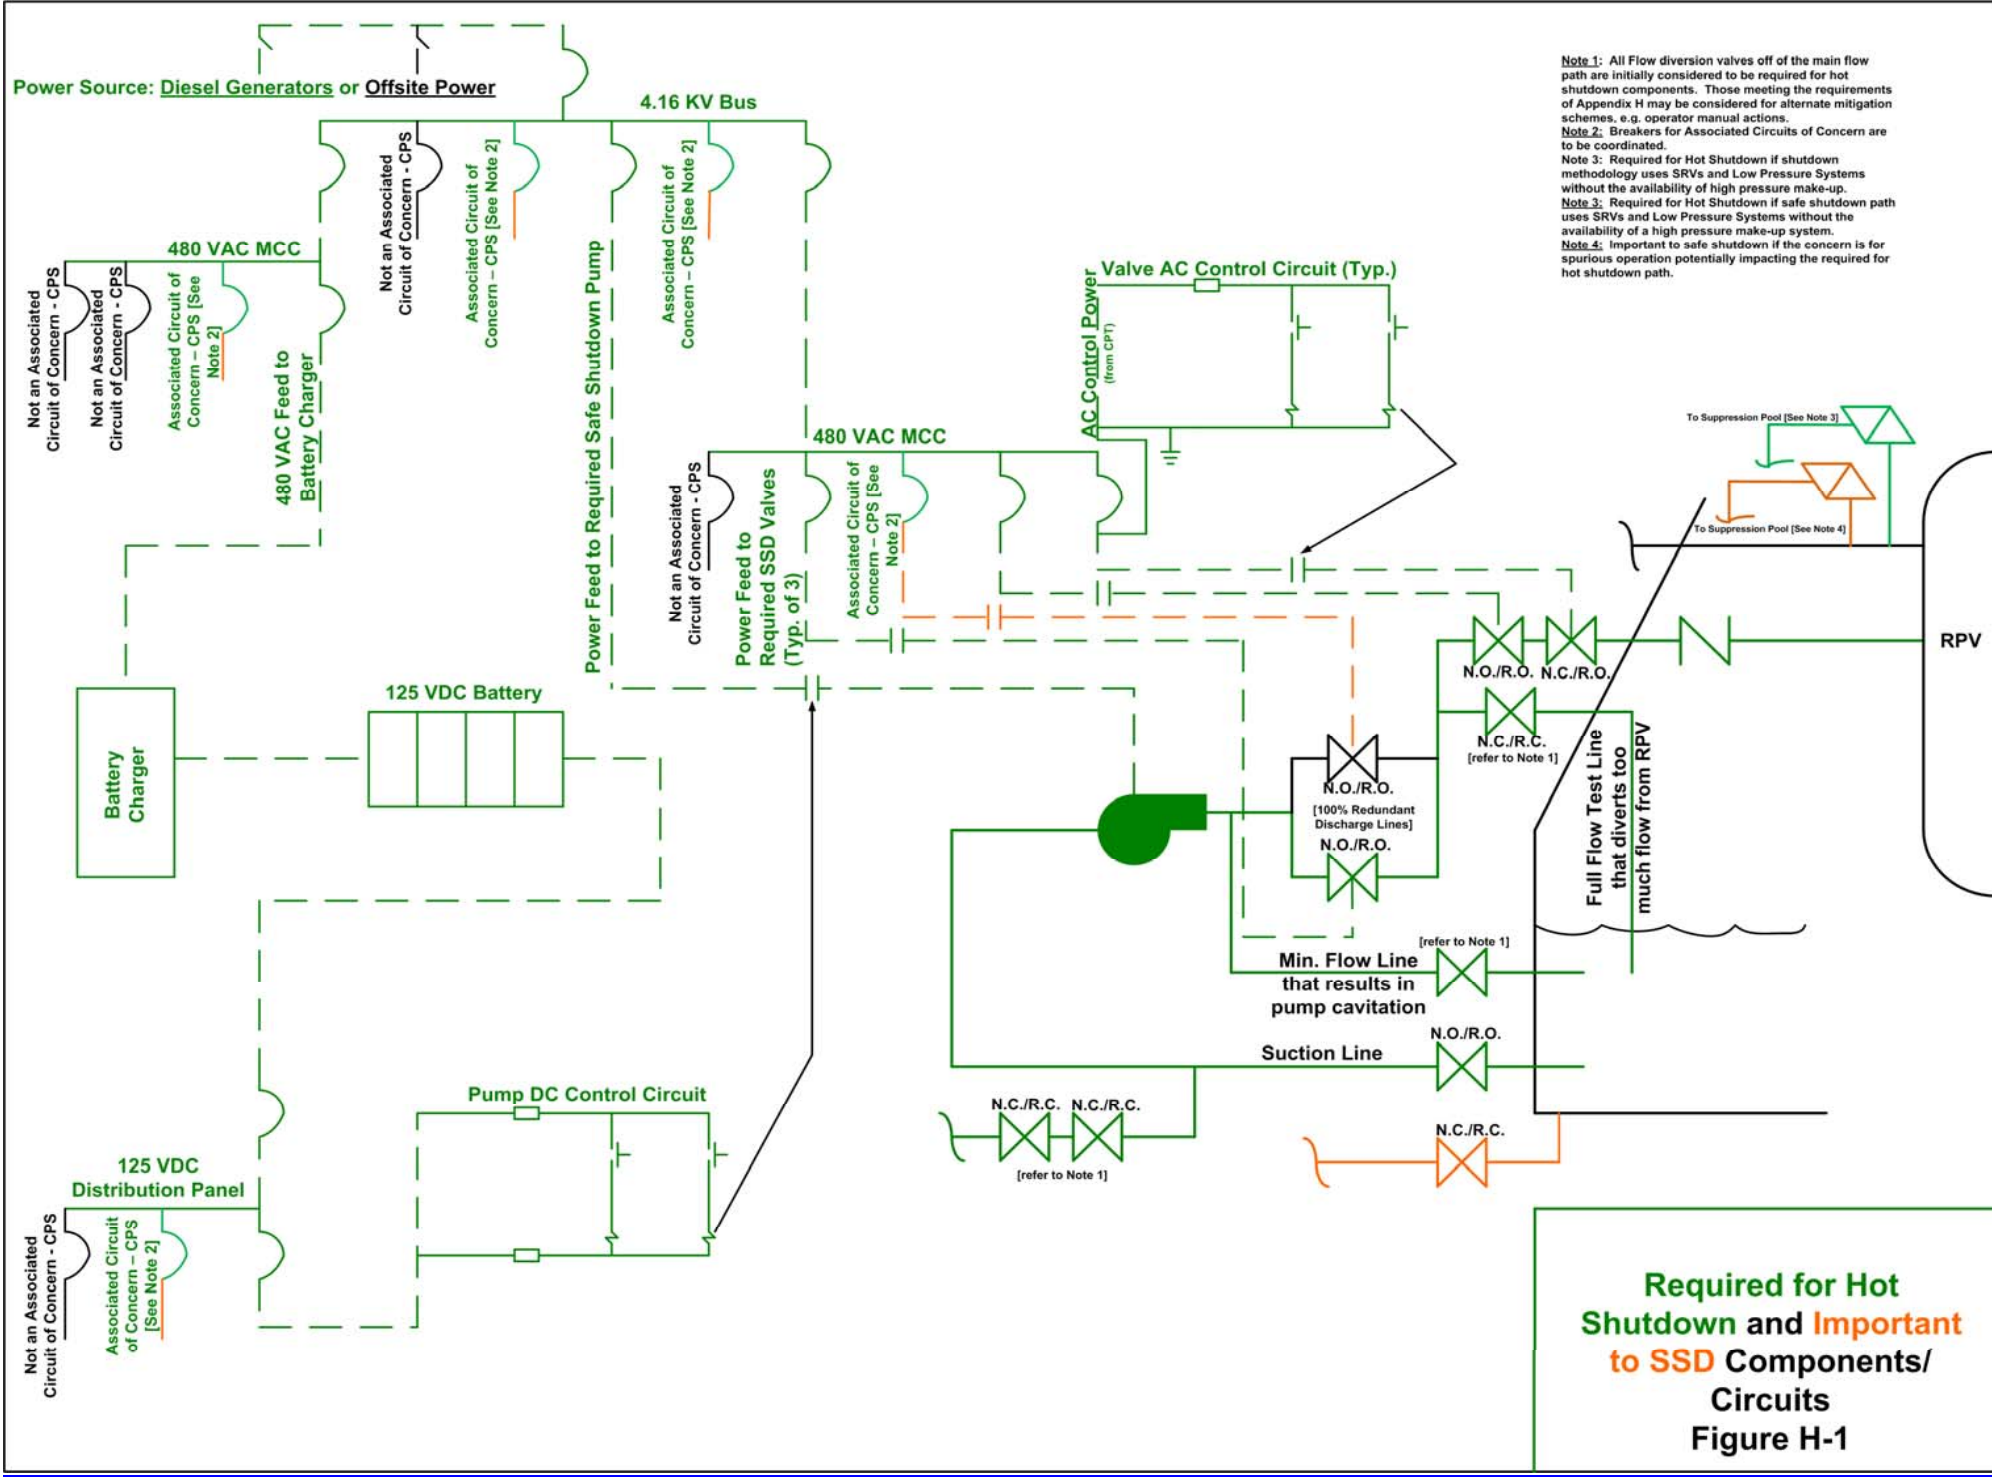 Power Source: Diesel Generators or Offsite Power
4.16 KV Bus
Note 1: All Flow diversion valves off of the main flow
path are initially considered to be required for hot
shutdown components. Those meeting the requirements
of Appendix H may be considered for alternate mitigation
schemes, e.g. operator manual actions.
Note 2: Breakers for Associated Circuits of Concern are
to be coordinated.
Note 3: Required for Hot Shutdown if shutdown
methodology uses SRVs and Low Pressure Systems
without the availability of high pressure make-up.
Note 3: Required for Hot Shutdown if safe shutdown path
uses SRVs and Low Pressure Systems without the
availability of a high pressure make-up system.
Note 4: Important to safe shutdown if the concern is for
spurious operation potentially impacting the required for
hot shutdown path.
Not an Associated
Circuit of Concern - CPS
Associated Circuit of
Concern – CPS [See Note 2]
Associated Circuit of
Concern – CPS [See Note 2]
480 VAC MCC
Not an Associated
Circuit of Concern - CPS
Not an Associated
Circuit of Concern - CPS
Associated Circuit of
Concern – CPS [See
Note 2]
480 VAC Feed to
Battery Charger
Power Feed to Required Safe Shutdown Pump
Valve AC Control Circuit (Typ.)
AC Control Power
(from CPT)
480 VAC MCC
Not an Associated
Circuit of Concern - CPS
Power Feed to
Required SSD Valves
(Typ. of 3)
Associated Circuit of
Concern – CPS [See
Note 2]
To Suppression Pool [See Note 3]
To Suppression Pool [See Note 4]
RPV
N.O./R.O.
N.C./R.O.
N.C./R.C.
[refer to Note 1]
Full Flow Test Line
that diverts too
much flow from RPV
Battery
Charger
125 VDC Battery
N.O./R.O.
[100% Redundant
Discharge Lines]
N.O./R.O.
[refer to Note 1]
Min. Flow Line
that results in
pump cavitation
N.O./R.O.
Suction Line
N.C./R.C.
N.C./R.C.
[refer to Note 1]
N.C./R.C.
Pump DC Control Circuit
125 VDC
Distribution Panel
Not an Associated
Circuit of Concern - CPS
Associated Circuit
of Concern – CPS
[See Note 2]
Required for Hot
Shutdown and Important
to SSD Components/
Circuits
Figure H-1